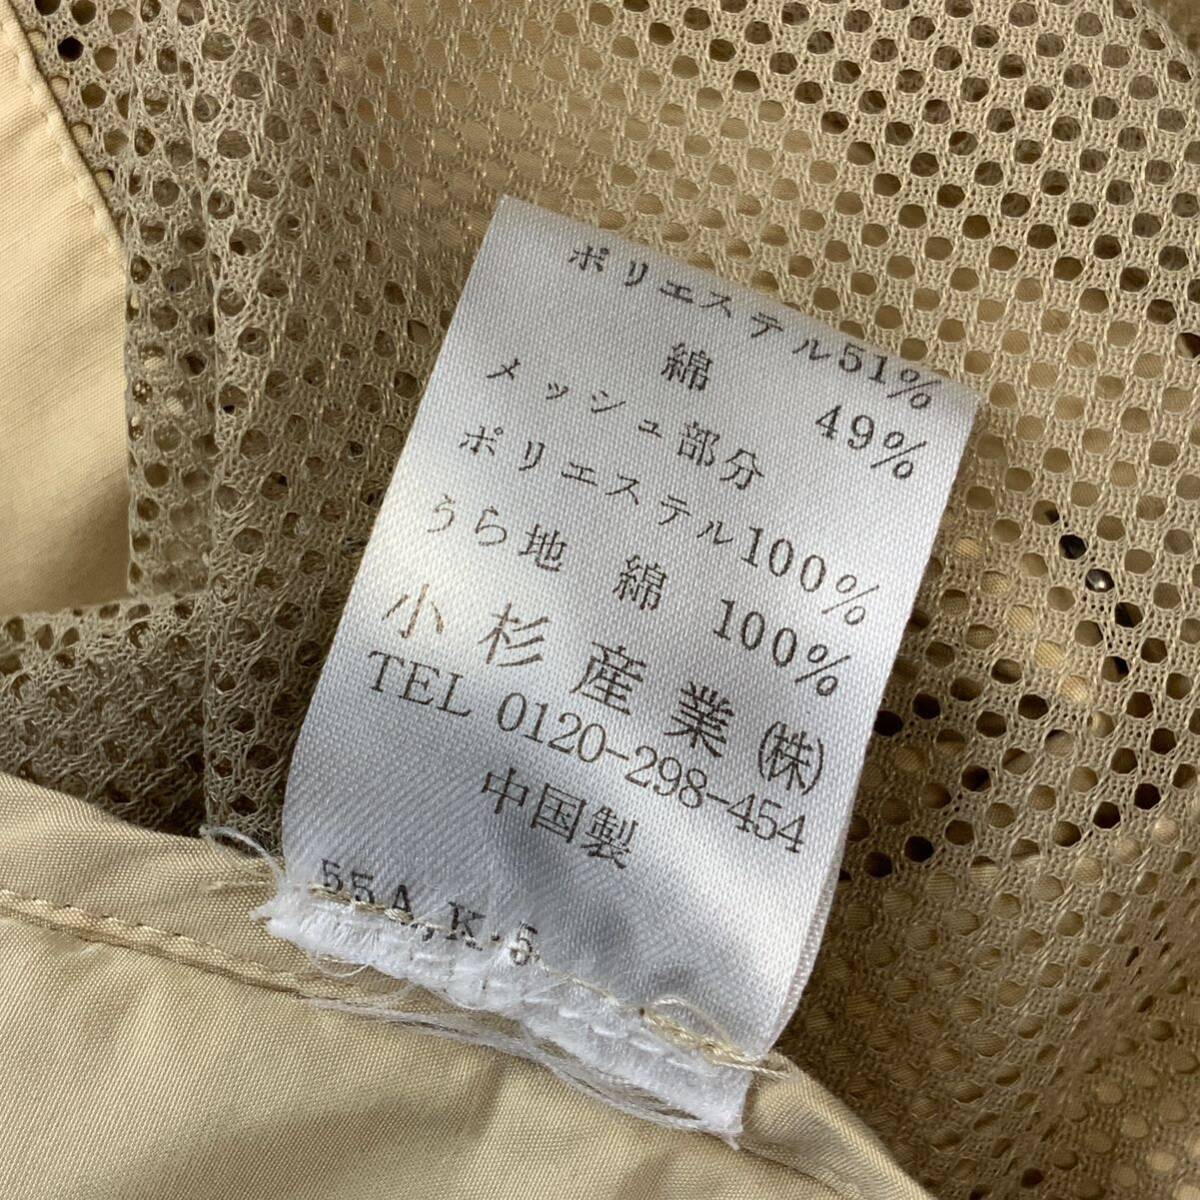 ポリエステル51%
綿 49%
メッシュ部分
ポリエステル100%
うら地 綿 100%
小杉産業(株)
TEL 0120-298-454
中国製
55A,K-5